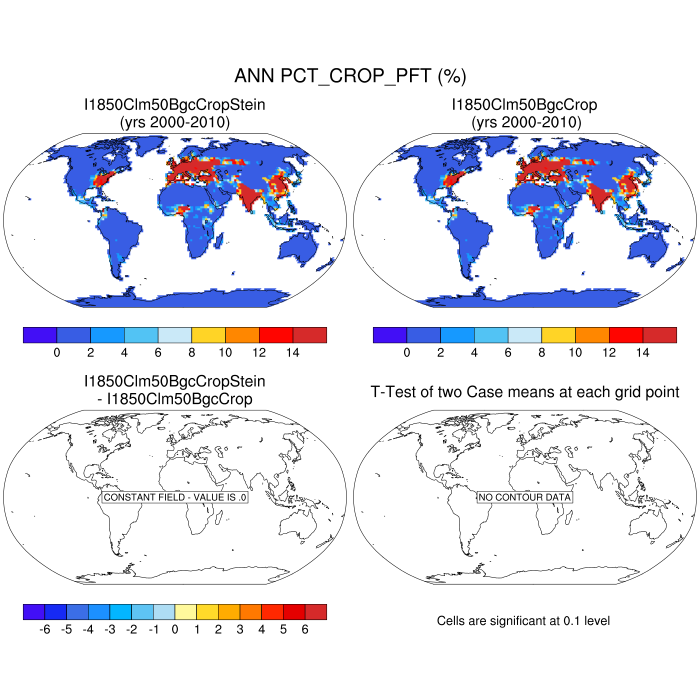 ANN PCT_CROP_PFT (%)
I1850Clm50BgcCropStein
(yrs 2000-2010)
I1850Clm50BgcCrop
(yrs 2000-2010)
0 2 4 6 8 10 12 14
0 2 4 6 8 10 12 14
I1850Clm50BgcCropStein
- I1850Clm50BgcCrop
T-Test of two Case means at each grid point
CONSTANT FIELD - VALUE IS .0
NO CONTOUR DATA
-6 -5 -4 -3 -2 -1 0 1 2 3 4 5 6
Cells are significant at 0.1 level